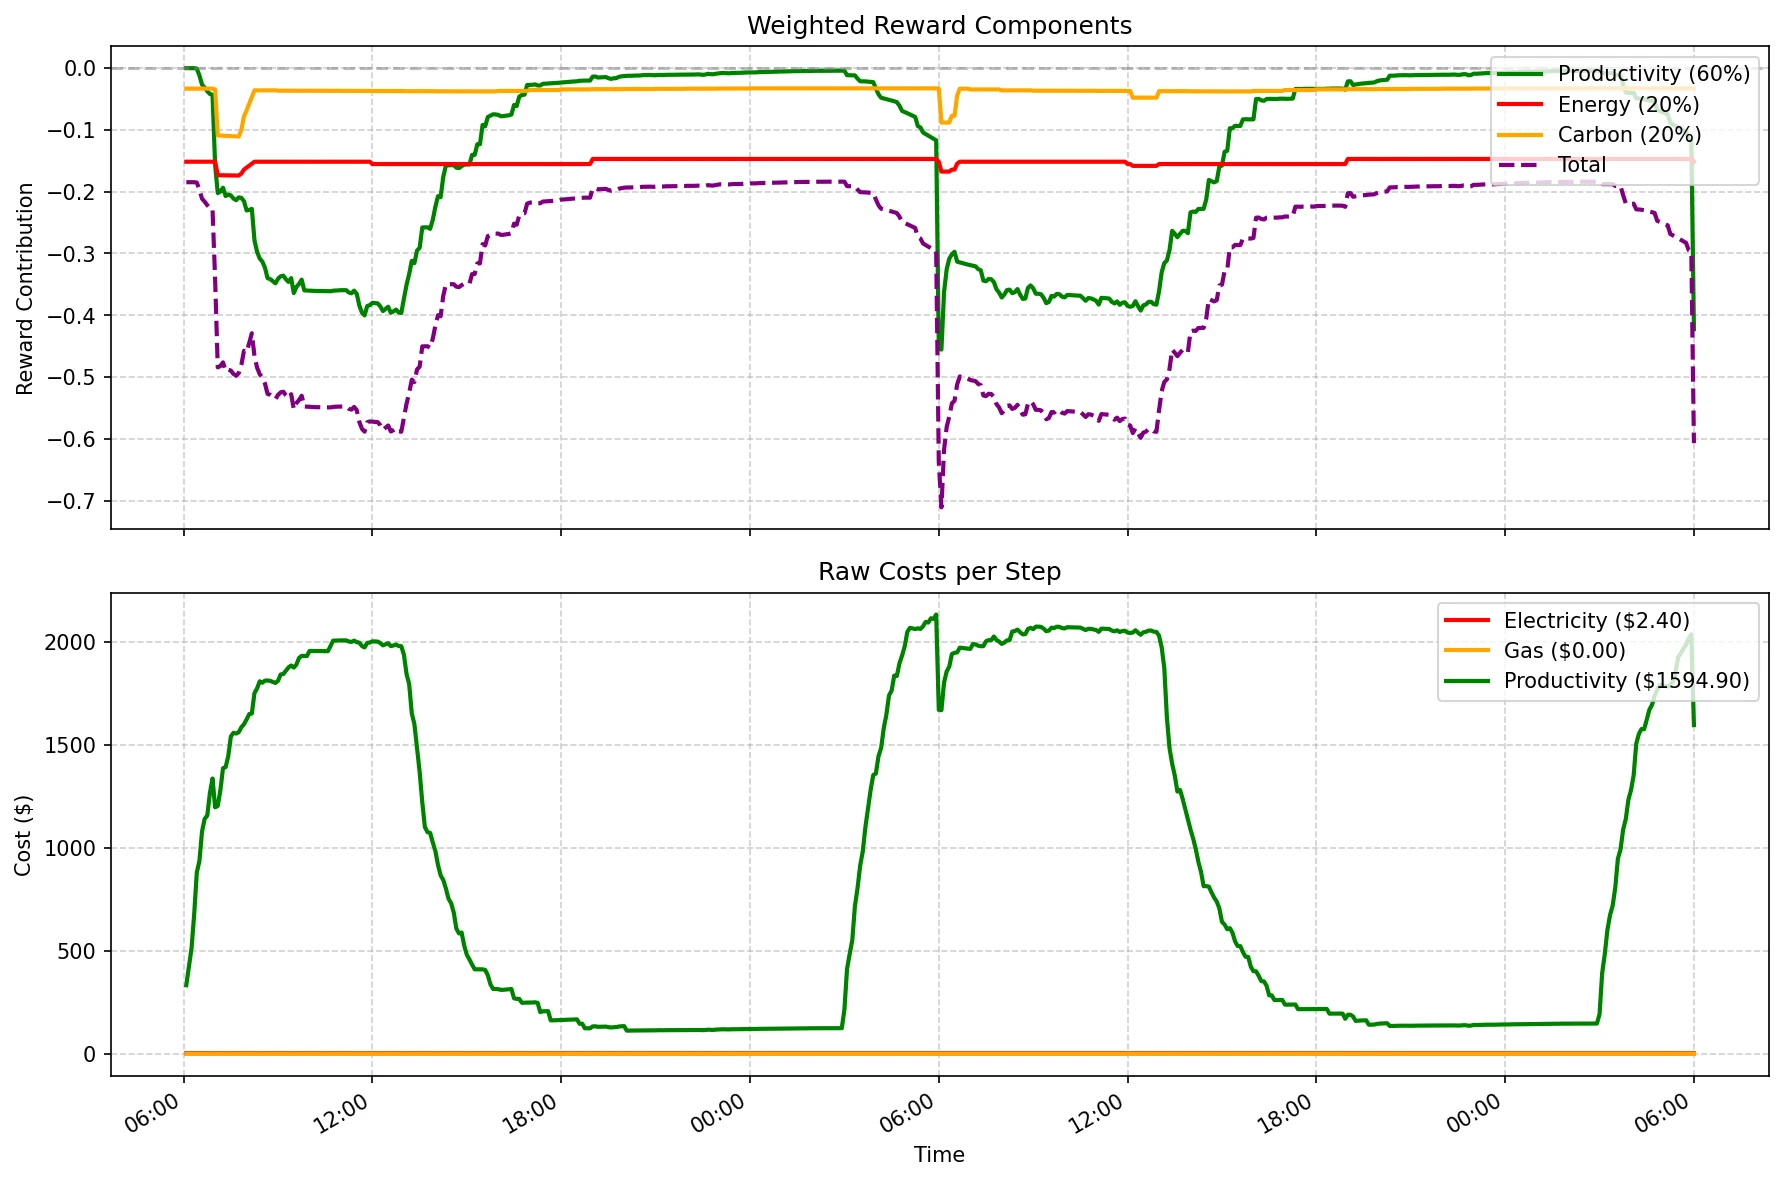 Weighted Reward Components
Reward Contribution
0.0
−0.1
−0.2
−0.3
−0.4
−0.5
−0.6
−0.7
Productivity (60%)
Energy (20%)
Carbon (20%)
Total
Raw Costs per Step
Cost ($)
2000
1500
1000
500
0
Electricity ($2.40)
Gas ($0.00)
Productivity ($1594.90)
06:00
12:00
18:00
00:00
06:00
12:00
18:00
00:00
06:00
Time